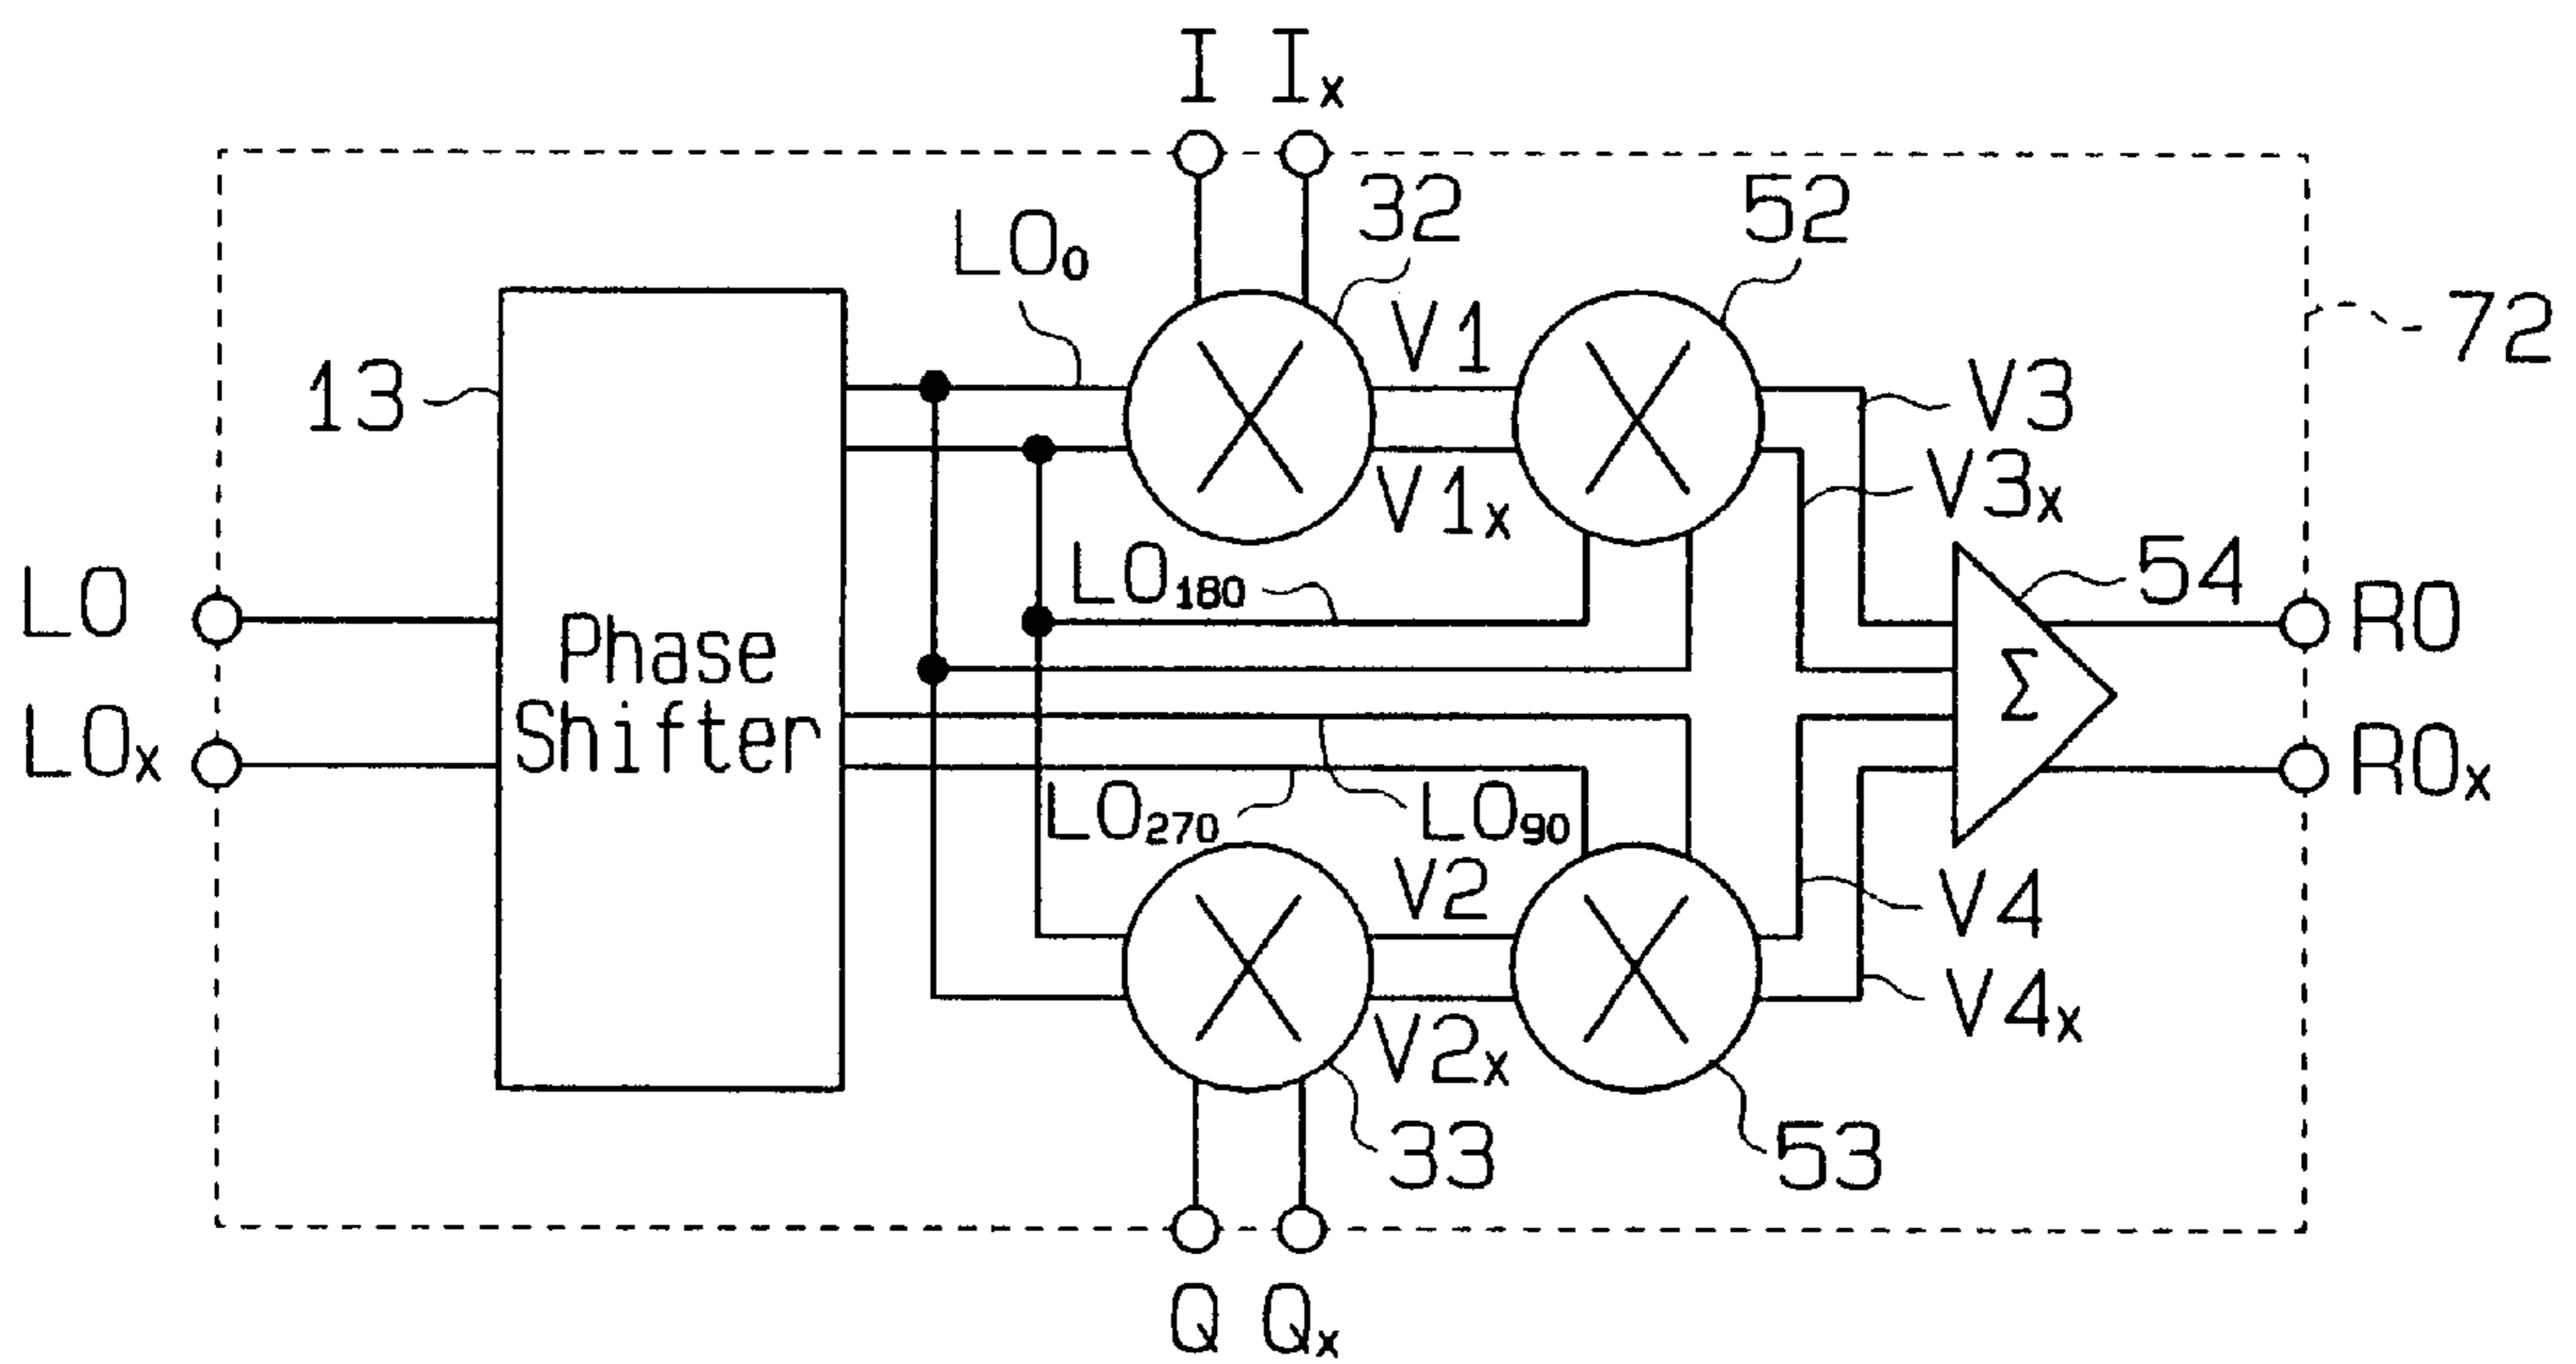 I Iₓ
32
52
LO₀
72
V1
13
V3
V1ₓ
V3ₓ
LO₁₈₀
54
LO
RO
Phase
Shifter
Σ
LOₓ
ROₓ
LO₂₇₀
LO₉₀
V2
V4
V2ₓ
V4ₓ
33
53
Q Qₓ